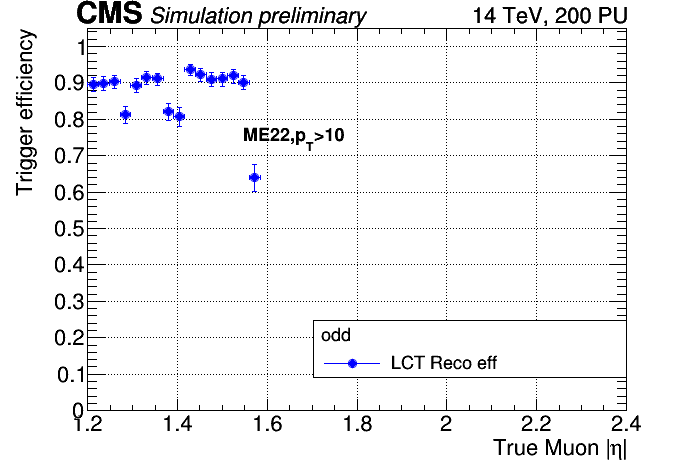 CMS Simulation preliminary 14 TeV, 200 PU
Trigger efficiency
1
0.9
0.8
0.7
0.6
0.5
0.4
0.3
0.2
0.1
0
ME22,p_T>10
odd
LCT Reco eff
1.2 1.4 1.6 1.8 2 2.2 2.4
True Muon |η|